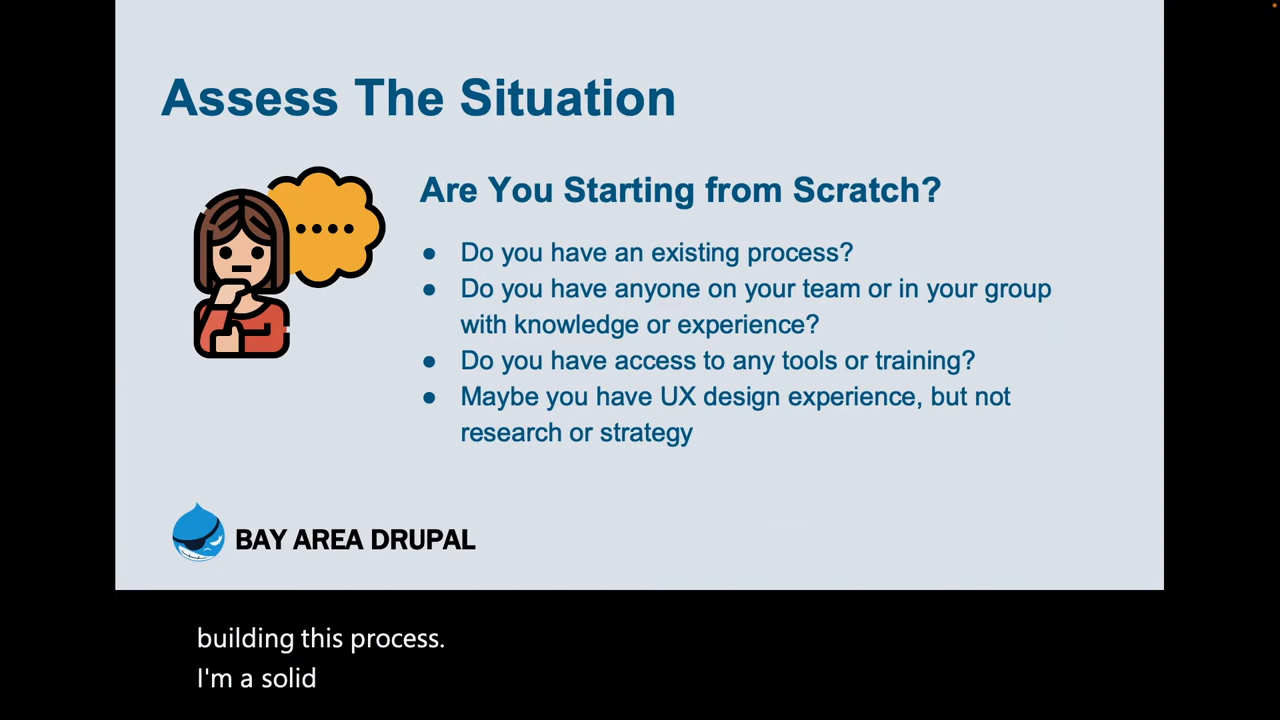 Assess The Situation
Are You Starting from Scratch?
● Do you have an existing process?
● Do you have anyone on your team or in your group
with knowledge or experience?
● Do you have access to any tools or training?
● Maybe you have UX design experience, but not
research or strategy
BAY AREA DRUPAL
building this process.
I'm a solid